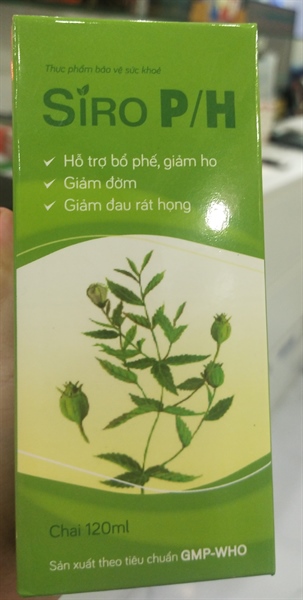 Thực phẩm bảo vệ sức khoẻ
SIRO P/H
✓ Hỗ trợ bổ phế, giảm ho
✓ Giảm đờm
✓ Giảm đau rát họng
Chai 120ml
Sản xuất theo tiêu chuẩn GMP-WHO